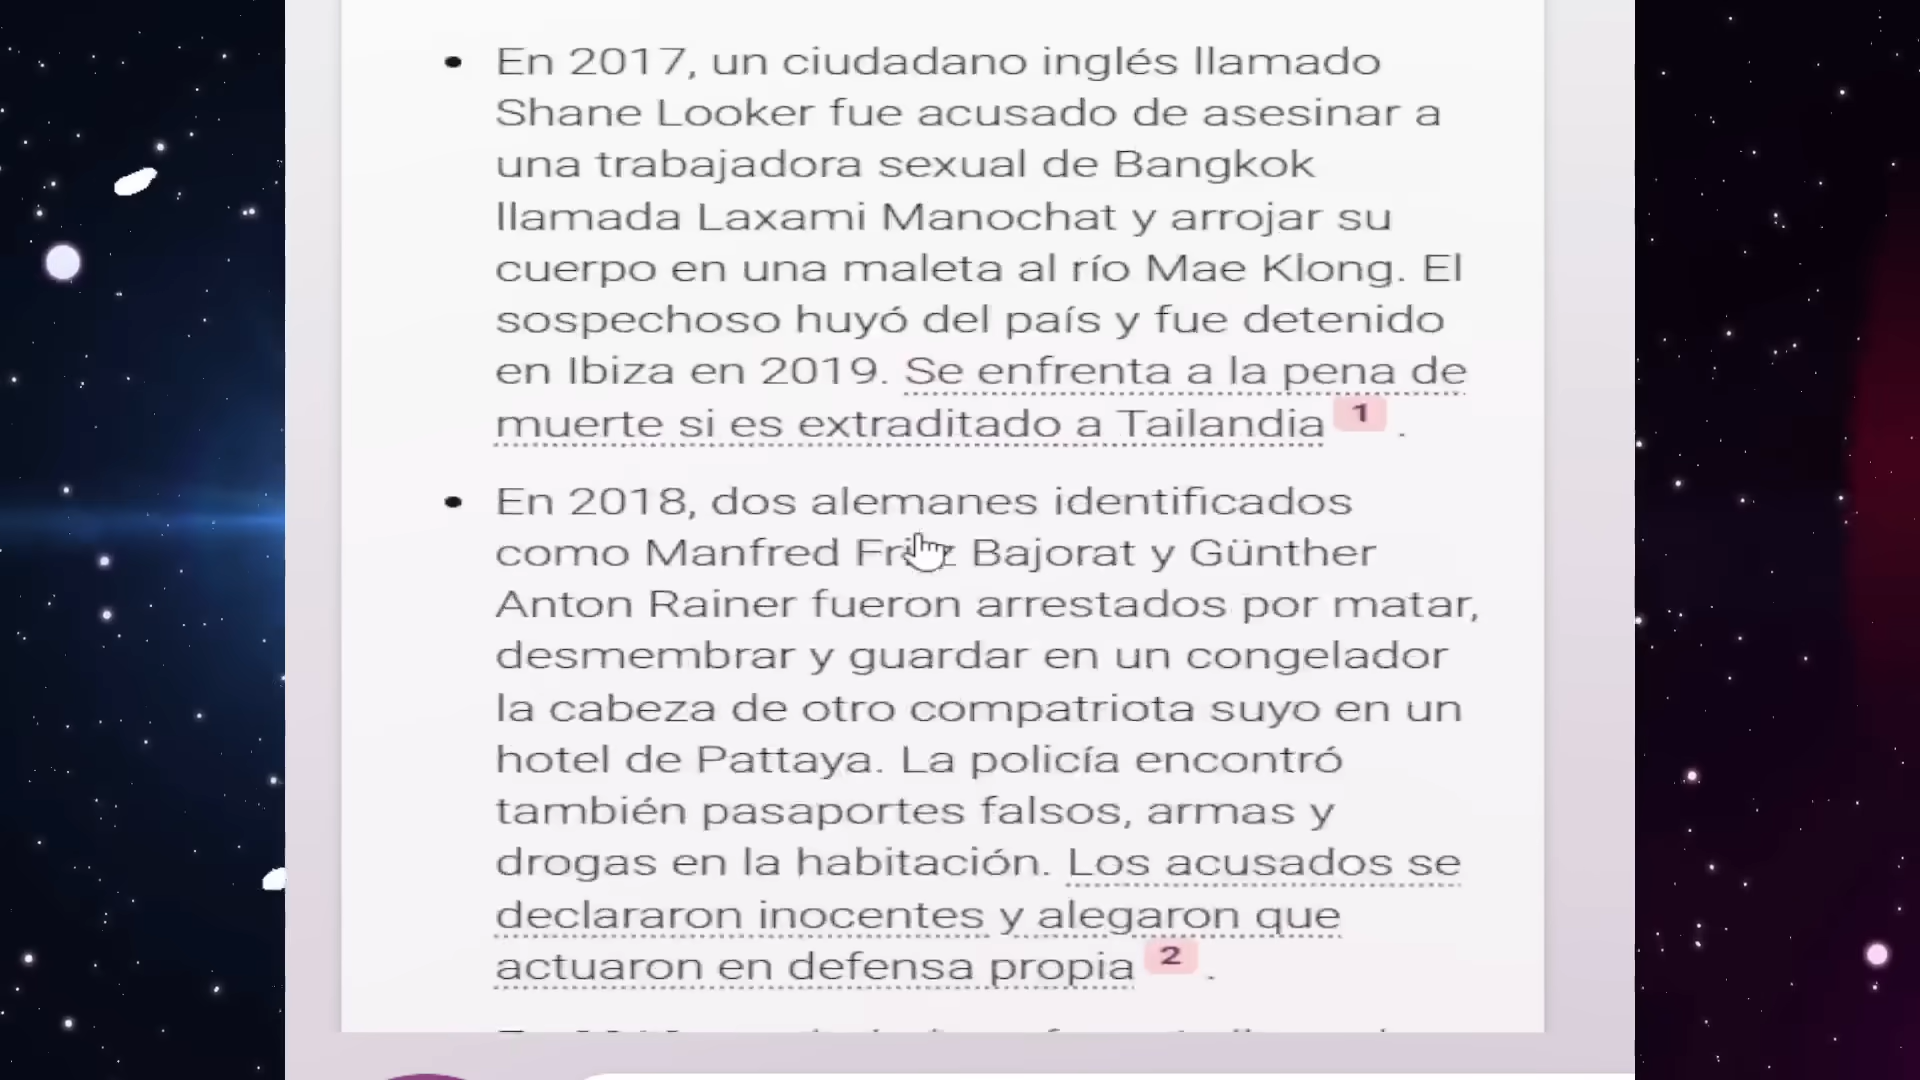 En 2017, un ciudadano inglés llamado
Shane Looker fue acusado de asesinar a
una trabajadora sexual de Bangkok
llamada Laxami Manochat y arrojar su
cuerpo en una maleta al río Mae Klong. El
sospechoso huyó del país y fue detenido
en Ibiza en 2019. Se enfrenta a la pena de
muerte si es extraditado a Tailandia 1 .
En 2018, dos alemanes identificados
como Manfred Bajorat y Günther
Anton Rainer fueron arrestados por matar,
desmembrar y guardar en un congelador
la cabeza de otro compatriota suyo en un
hotel de Pattaya. La policía encontró
también pasaportes falsos, armas y
drogas en la habitación. Los acusados se
declararon inocentes y alegaron que
actuaron en defensa propia 2 .